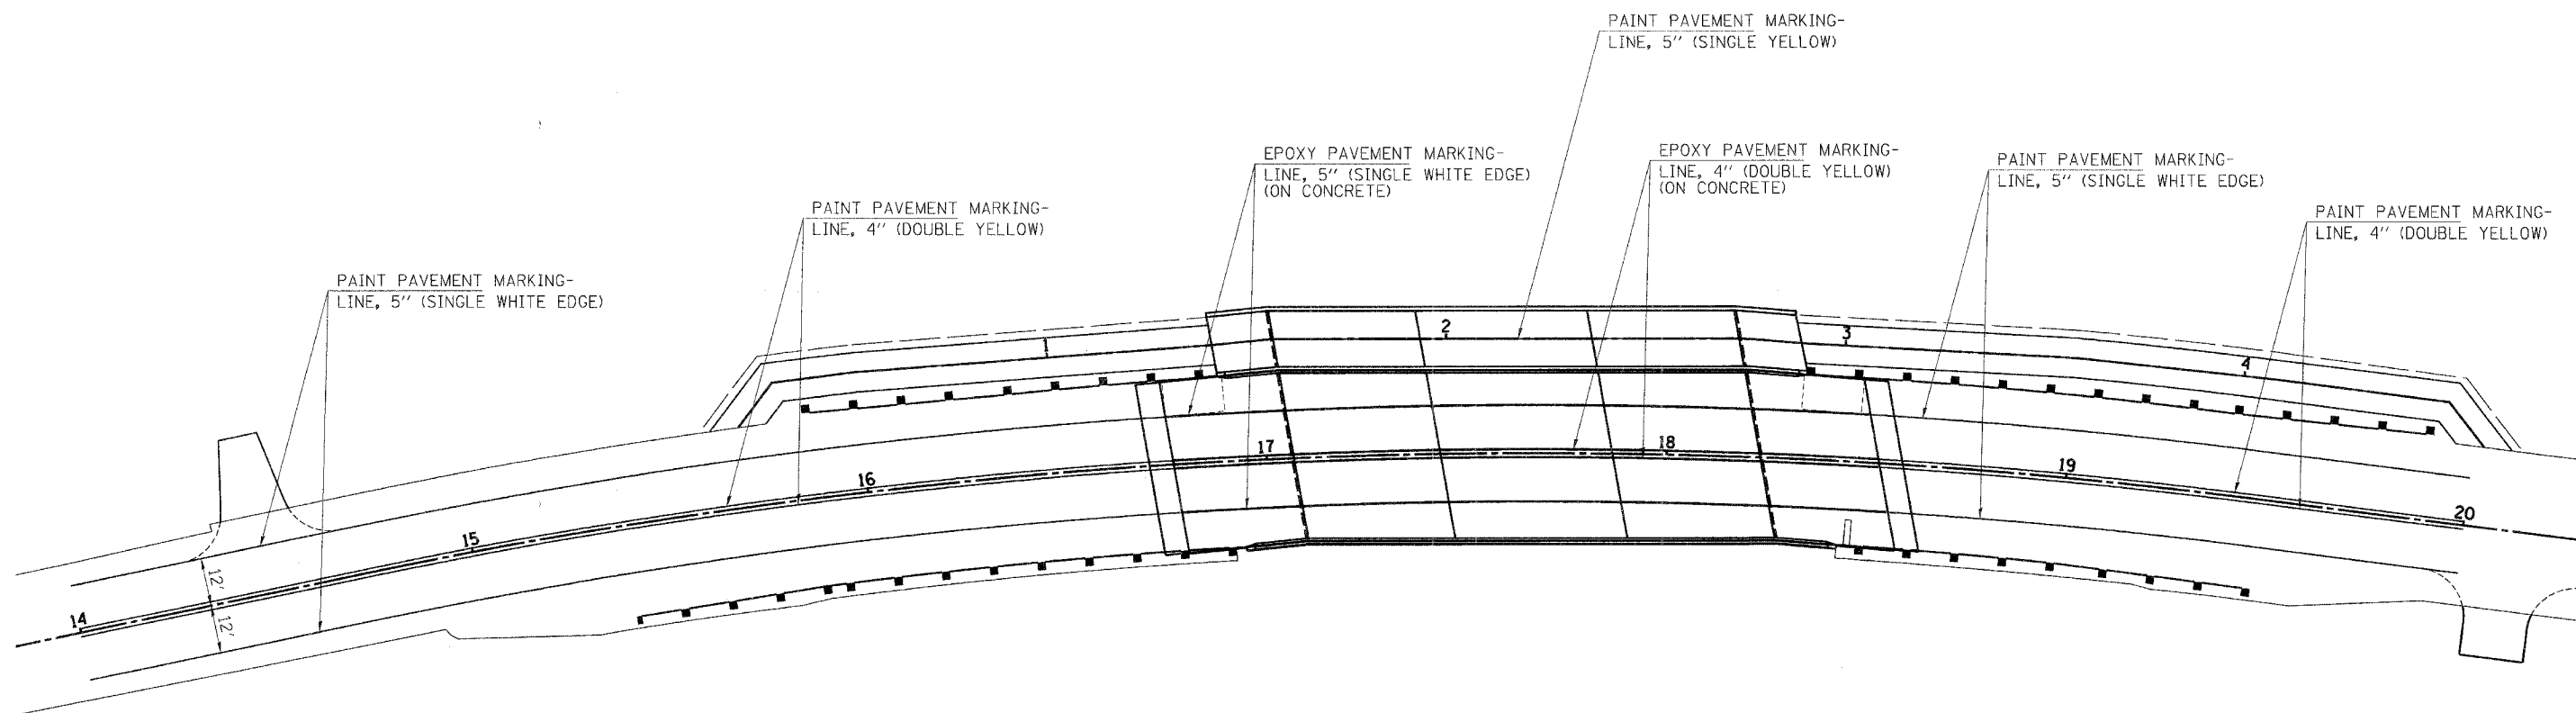 PAINT PAVEMENT MARKING-
LINE, 5" (SINGLE YELLOW)
EPOXY PAVEMENT MARKING-
LINE, 5" (SINGLE WHITE EDGE)
(ON CONCRETE)
EPOXY PAVEMENT MARKING-
LINE, 4" (DOUBLE YELLOW)
(ON CONCRETE)
PAINT PAVEMENT MARKING-
LINE, 5" (SINGLE WHITE EDGE)
PAINT PAVEMENT MARKING-
LINE, 4" (DOUBLE YELLOW)
PAINT PAVEMENT MARKING-
LINE, 4" (DOUBLE YELLOW)
PAINT PAVEMENT MARKING-
LINE, 5" (SINGLE WHITE EDGE)
1
2
3
4
14
15
16
17
18
19
20
12'
12'